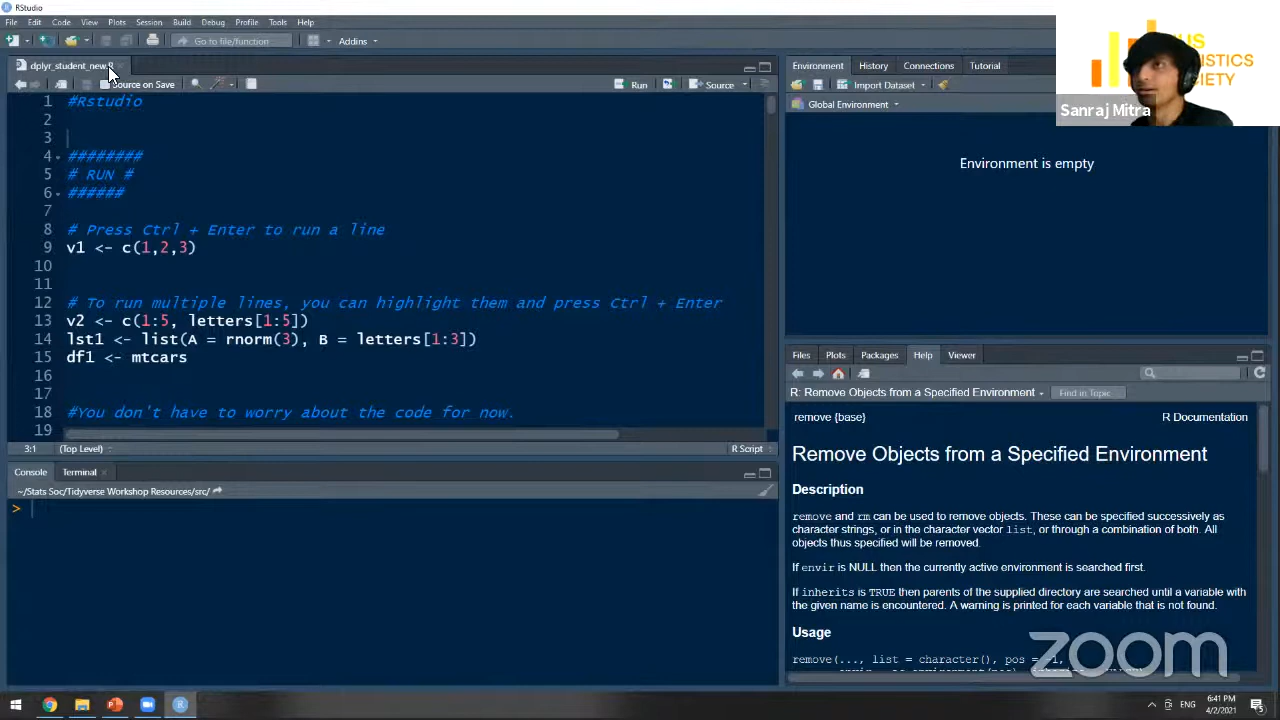 RStudio
File Edit Code View Plots Session Build Debug Profile Tools Help
Go to file/function Addins
dplyr_student_new.R
Source on Save Run Source
1 #Rstudio
2
3
4 ########
5 # RUN #
6 ######
7
8 # Press Ctrl + Enter to run a line
9 v1 <- c(1,2,3)
10
11
12 # To run multiple lines, you can highlight them and press Ctrl + Enter
13 v2 <- c(1:5, letters[1:5])
14 lst1 <- list(A = rnorm(3), B = letters[1:3])
15 df1 <- mtcars
16
17
18 #You don't have to worry about the code for now.
19
3:1 (Top Level) R Script
Console Terminal
~/Stats Soc/Tidyverse Workshop Resources/src/
>
Environment History Connections Tutorial
Import Dataset
Global Environment
Environment is empty
SOCIETY
Sanraj Mitra
Files Plots Packages Help Viewer
R: Remove Objects from a Specified Environment Find in Topic
remove {base} R Documentation
Remove Objects from a Specified Environment
Description
remove and rm can be used to remove objects. These can be specified successively as
character strings, or in the character vector list, or through a combination of both. All
objects thus specified will be removed.
If envir is NULL then the currently active environment is searched first.
If inherits is TRUE then parents of the supplied directory are searched until a variable with
the given name is encountered. A warning is printed for each variable that is not found.
Usage
remove(..., list = character(), pos =
zoom
ENG
6:41 PM
4/2/2021
5